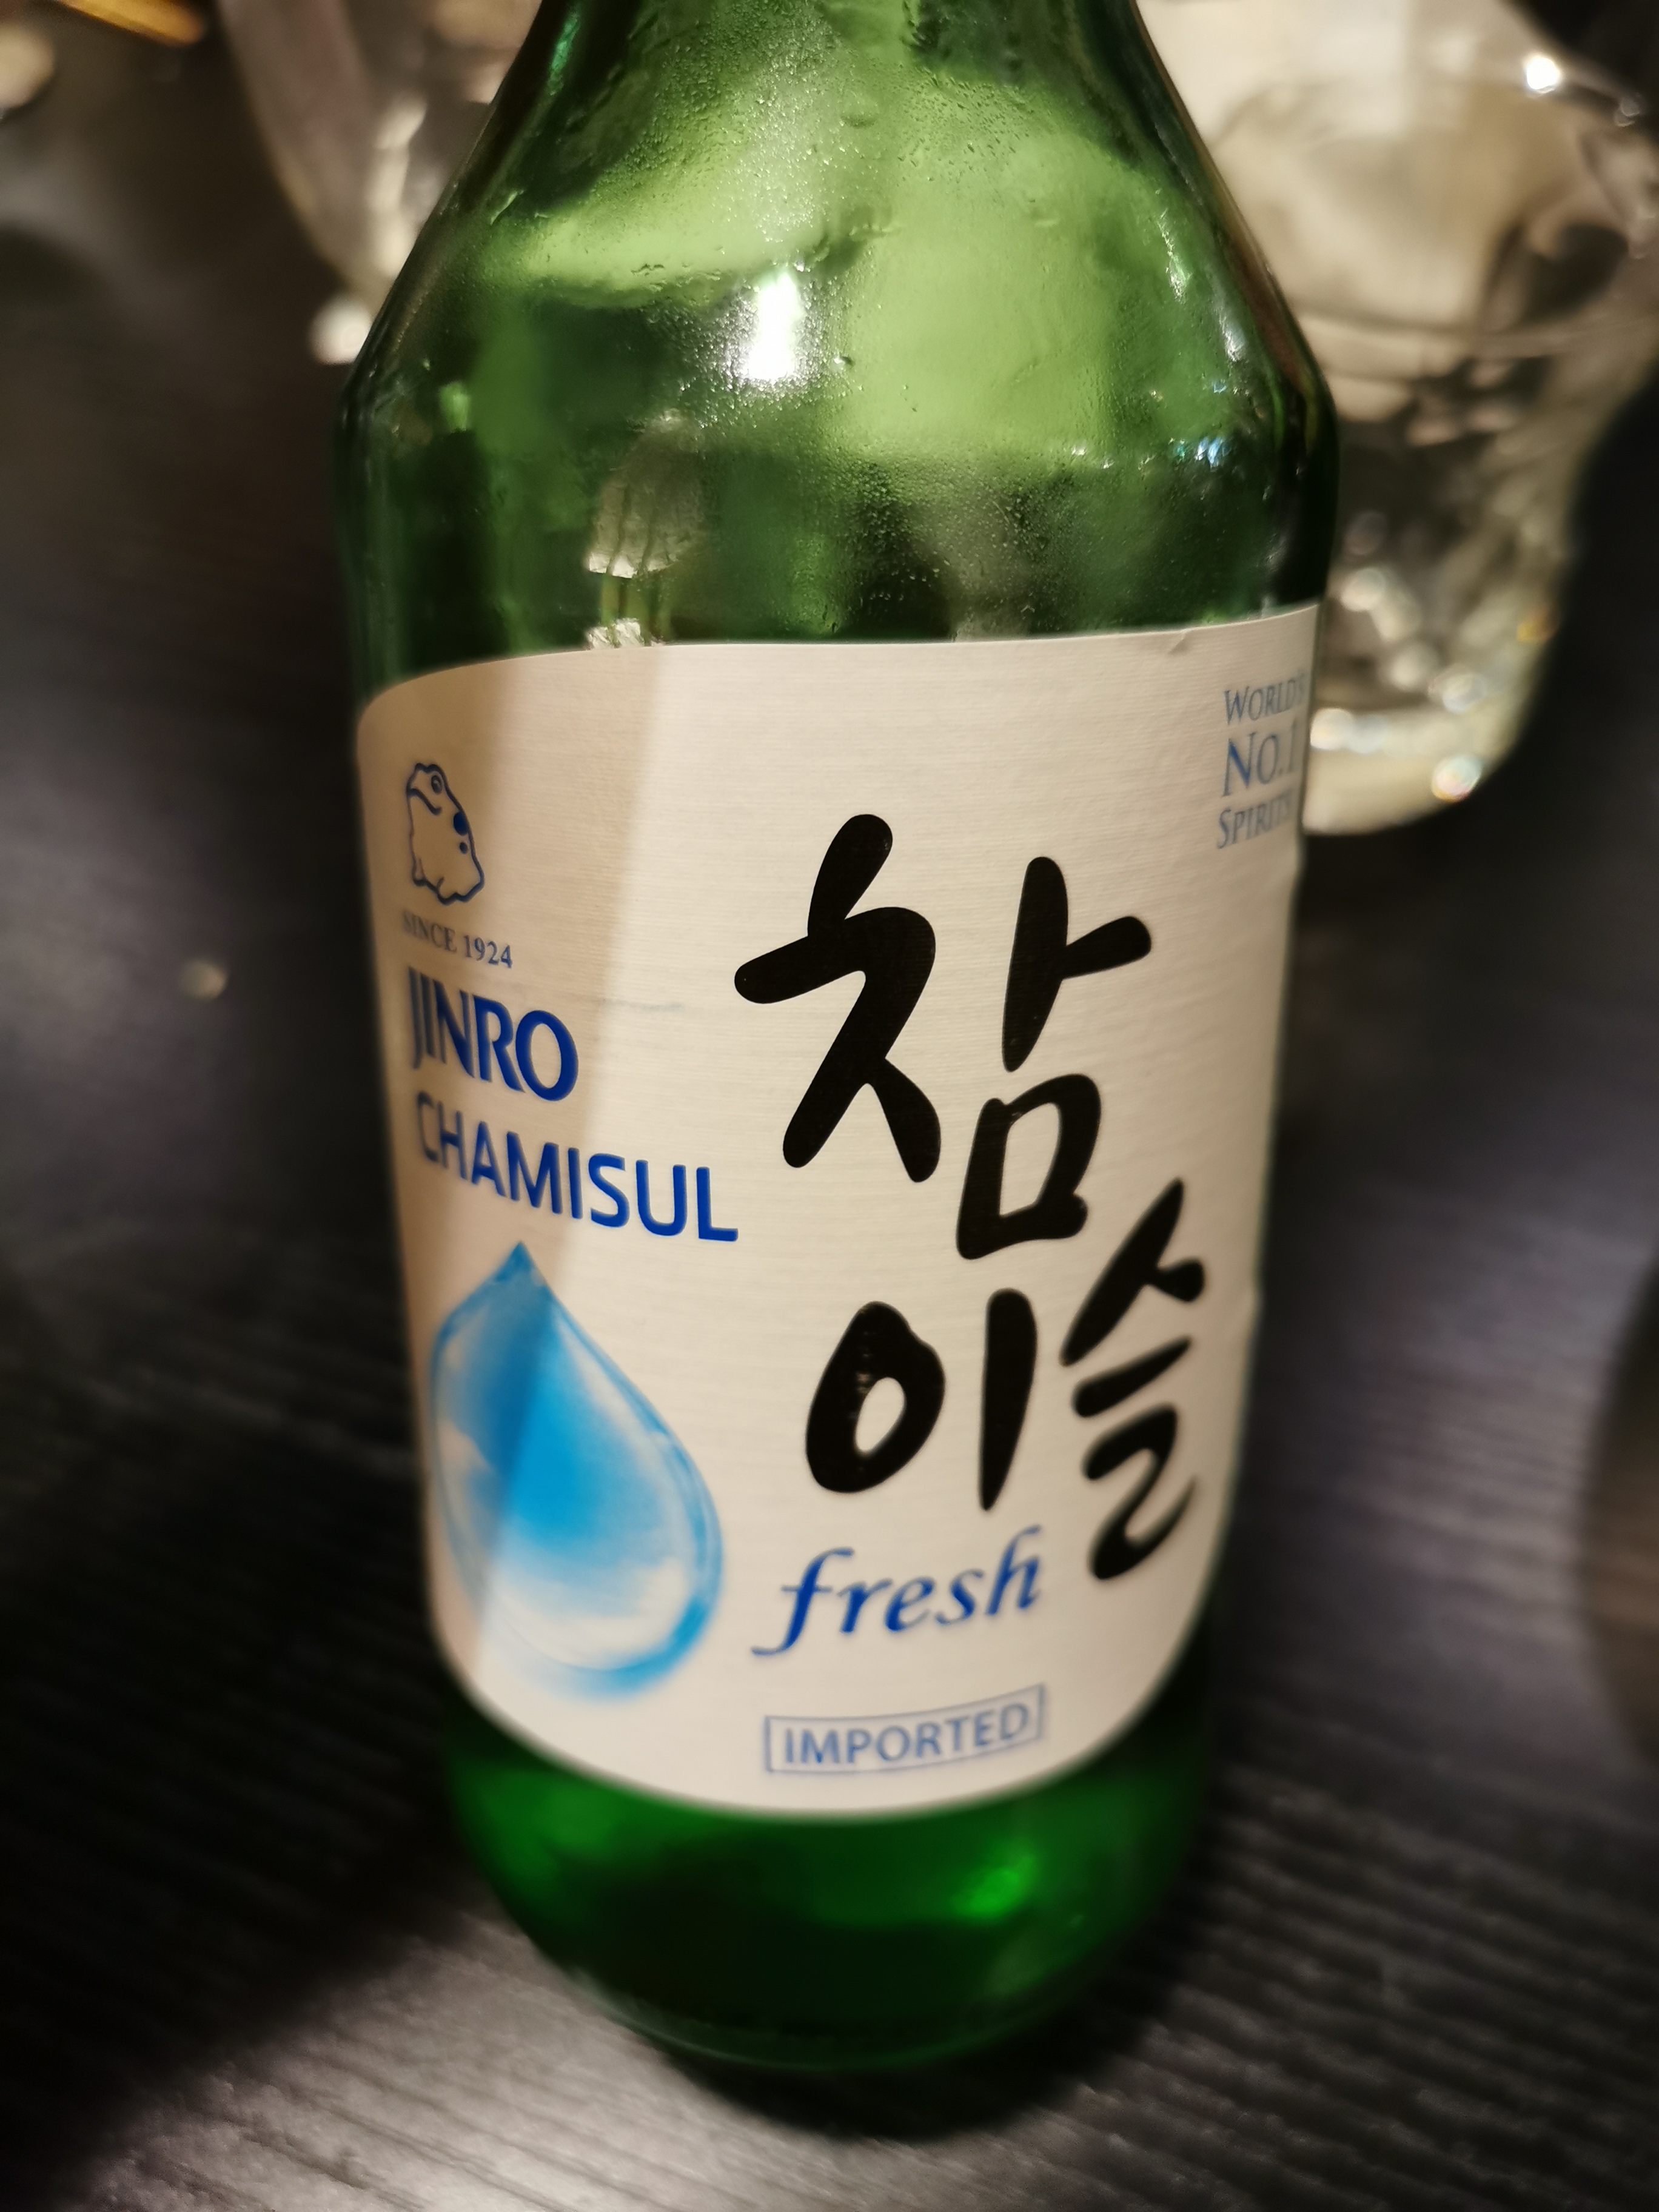 SINCE 1924
JINRO
CHAMISUL
WORLD'S
NO.1
SPIRITS
참
이슬
fresh
IMPORTED